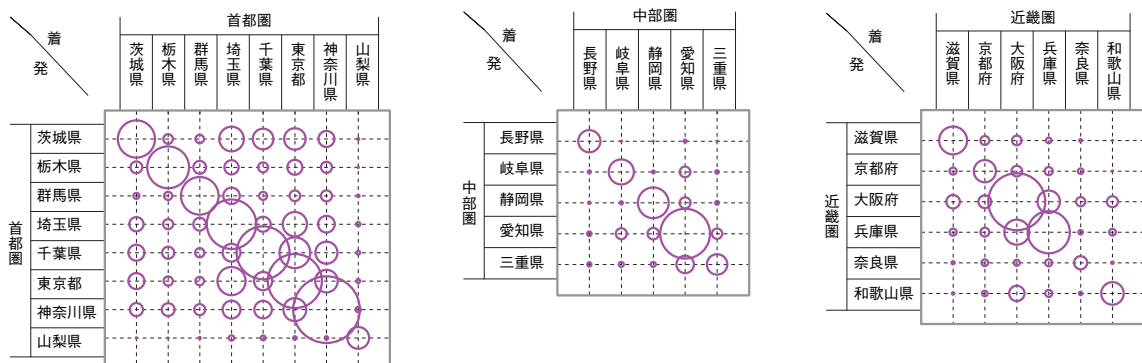 首都圏
着
発
茨城県
栃木県
群馬県
埼玉県
千葉県
東京都
神奈川県
山梨県
首都圏
茨城県
栃木県
群馬県
埼玉県
千葉県
東京都
神奈川県
山梨県
中部圏
着
発
長野県
岐阜県
静岡県
愛知県
三重県
中部圏
長野県
岐阜県
静岡県
愛知県
三重県
近畿圏
着
発
滋賀県
京都府
大阪府
兵庫県
奈良県
和歌山県
近畿圏
滋賀県
京都府
大阪府
兵庫県
奈良県
和歌山県